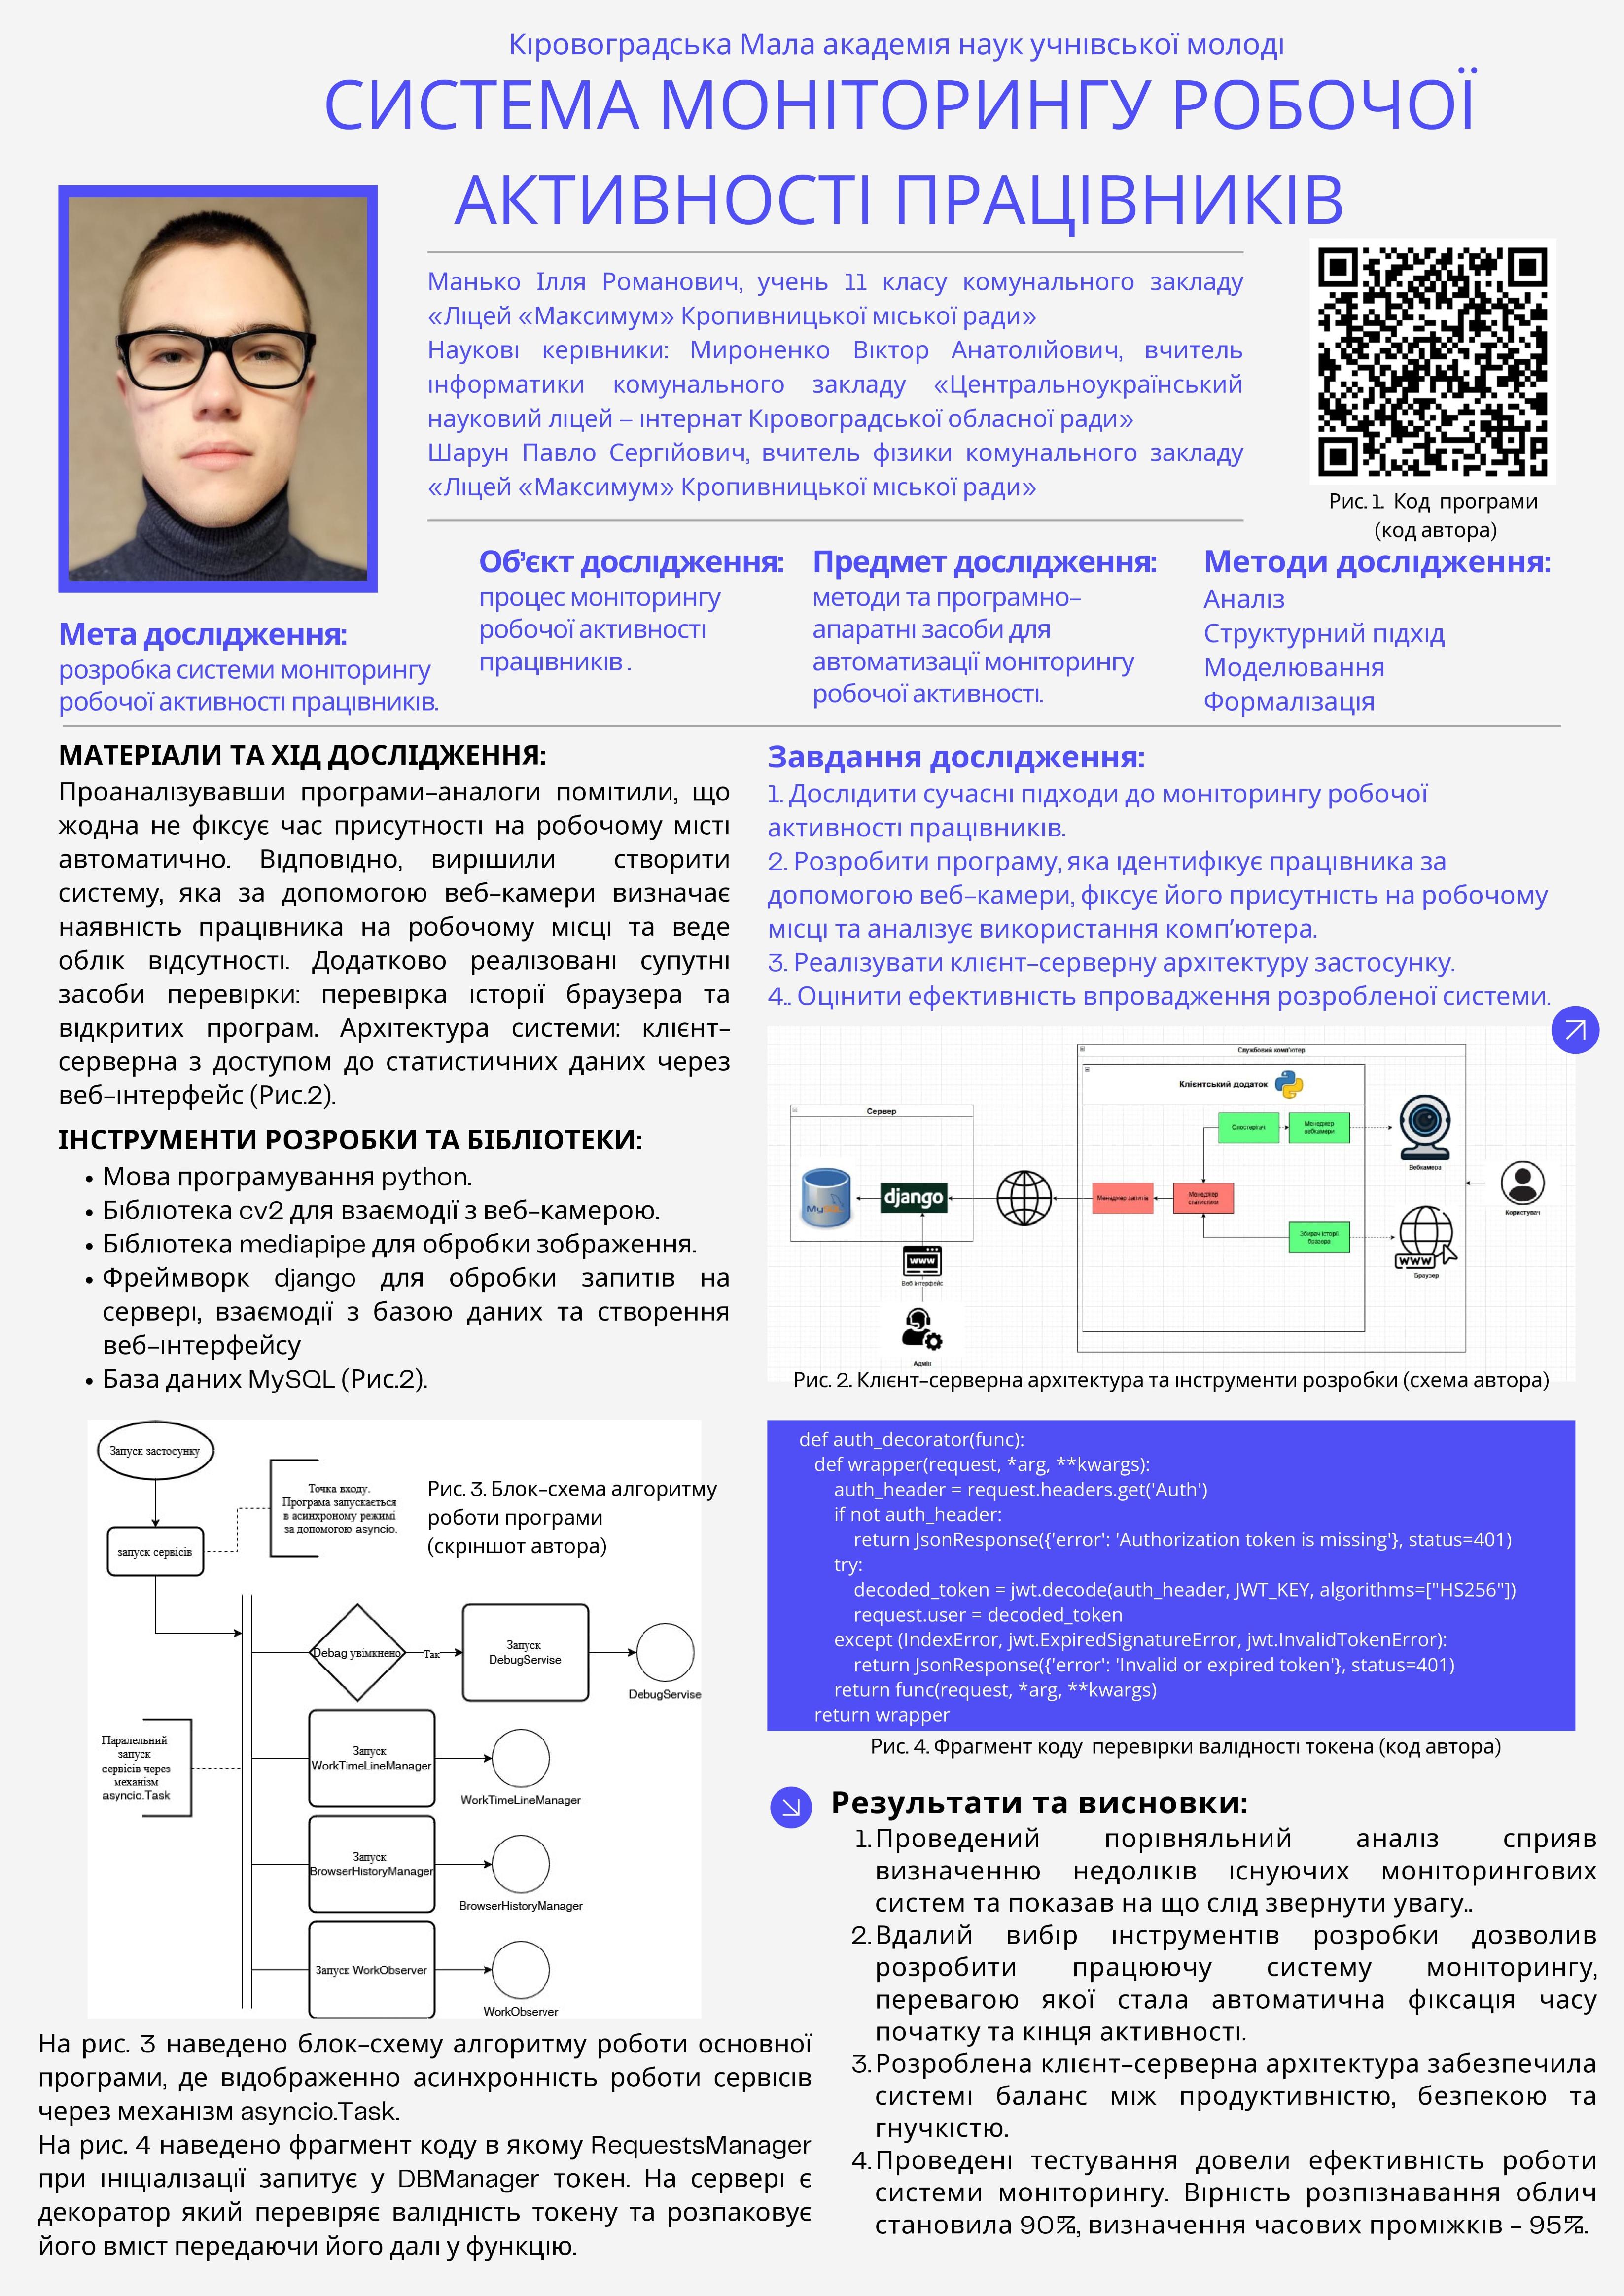 Кіровоградська Мала академія наук учнівської молоді
СИСТЕМА МОНІТОРИНГУ РОБОЧОЇ
АКТИВНОСТІ ПРАЦІВНИКІВ
Манько Ілля Романович, учень 11 класу комунального закладу
«Ліцей «Максимум» Кропивницької міської ради»
Наукові керівники: Мироненко Віктор Анатолійович, вчитель
інформатики комунального закладу «Центральноукраїнський
науковий ліцей – інтернат Кіровоградської обласної ради»
Шарун Павло Сергійович, вчитель фізики комунального закладу
«Ліцей «Максимум» Кропивницької міської ради»
Рис. 1. Код програми
(код автора)
Мета дослідження:
розробка системи моніторингу
робочої активності працівників.
Об’єкт дослідження:
процес моніторингу
робочої активності
працівників .
Предмет дослідження:
методи та програмно-
апаратні засоби для
автоматизації моніторингу
робочої активності.
Методи дослідження:
Аналіз
Структурний підхід
Моделювання
Формалізація
МАТЕРІАЛИ ТА ХІД ДОСЛІДЖЕННЯ:
Проаналізувавши програми-аналоги помітили, що
жодна не фіксує час присутності на робочому місті
автоматично. Відповідно, вирішили створити
систему, яка за допомогою веб-камери визначає
наявність працівника на робочому місці та веде
облік відсутності. Додатково реалізовані супутні
засоби перевірки: перевірка історії браузера та
відкритих програм. Архітектура системи: клієнт-
серверна з доступом до статистичних даних через
веб-інтерфейс (Рис.2).
ІНСТРУМЕНТИ РОЗРОБКИ ТА БІБЛІОТЕКИ:
• Мова програмування python.
• Бібліотека cv2 для взаємодії з веб-камерою.
• Бібліотека mediapipe для обробки зображення.
• Фреймворк django для обробки запитів на
сервері, взаємодії з базою даних та створення
веб-інтерфейсу
• База даних MySQL (Рис.2).
Завдання дослідження:
1. Дослідити сучасні підходи до моніторингу робочої
активності працівників.
2. Розробити програму, яка ідентифікує працівника за
допомогою веб-камери, фіксує його присутність на робочому
місці та аналізує використання комп’ютера.
3. Реалізувати клієнт-серверну архітектуру застосунку.
4.. Оцінити ефективність впровадження розробленої системи.
Службовий комп'ютер
Клієнтський додаток
Сервер
Спостерігач
Менеджер
вебкамери
Вебкамера
MySQL
django
Менеджер запитів
Менеджер
статистики
Користувач
Збирач історії
бразера
WWW
Браузер
WWW
Веб інтерфейс
Адмін
Рис. 2. Клієнт-серверна архітектура та інструменти розробки (схема автора)
Запуск застосунку
Точка входу.
Програма запускається
в асинхроному режимі
за допомогою asyncio.
Рис. 3. Блок-схема алгоритму
роботи програми
(скріншот автора)
запуск сервісів
Debag увімкнено
Так
Запуск
DebugServise
DebugServise
Паралельний
запуск
сервісів через
механізм
asyncio.Task
Запуск
WorkTimeLineManager
WorkTimeLineManager
Запуск
BrowserHistoryManager
BrowserHistoryManager
Запуск WorkObserver
WorkObserver
На рис. 3 наведено блок-схему алгоритму роботи основної
програми, де відображенно асинхронність роботи сервісів
через механізм asyncio.Task.
На рис. 4 наведено фрагмент коду в якому RequestsManager
при ініціалізації запитує у DBManager токен. На сервері є
декоратор який перевіряє валідність токену та розпаковує
його вміст передаючи його далі у функцію.
def auth_decorator(func):
def wrapper(request, *arg, **kwargs):
auth_header = request.headers.get('Auth')
if not auth_header:
return JsonResponse({'error': 'Authorization token is missing'}, status=401)
try:
decoded_token = jwt.decode(auth_header, JWT_KEY, algorithms=["HS256"])
request.user = decoded_token
except (IndexError, jwt.ExpiredSignatureError, jwt.InvalidTokenError):
return JsonResponse({'error': 'Invalid or expired token'}, status=401)
return func(request, *arg, **kwargs)
return wrapper
Рис. 4. Фрагмент коду перевірки валідності токена (код автора)
Результати та висновки:
1. Проведений порівняльний аналіз сприяв
визначенню недоліків існуючих моніторингових
систем та показав на що слід звернути увагу..
2. Вдалий вибір інструментів розробки дозволив
розробити працюючу систему моніторингу,
перевагою якої стала автоматична фіксація часу
початку та кінця активності.
3. Розроблена клієнт-серверна архітектура забезпечила
системі баланс між продуктивністю, безпекою та
гнучкістю.
4. Проведені тестування довели ефективність роботи
системи моніторингу. Вірність розпізнавання облич
становила 90%, визначення часових проміжків - 95%.